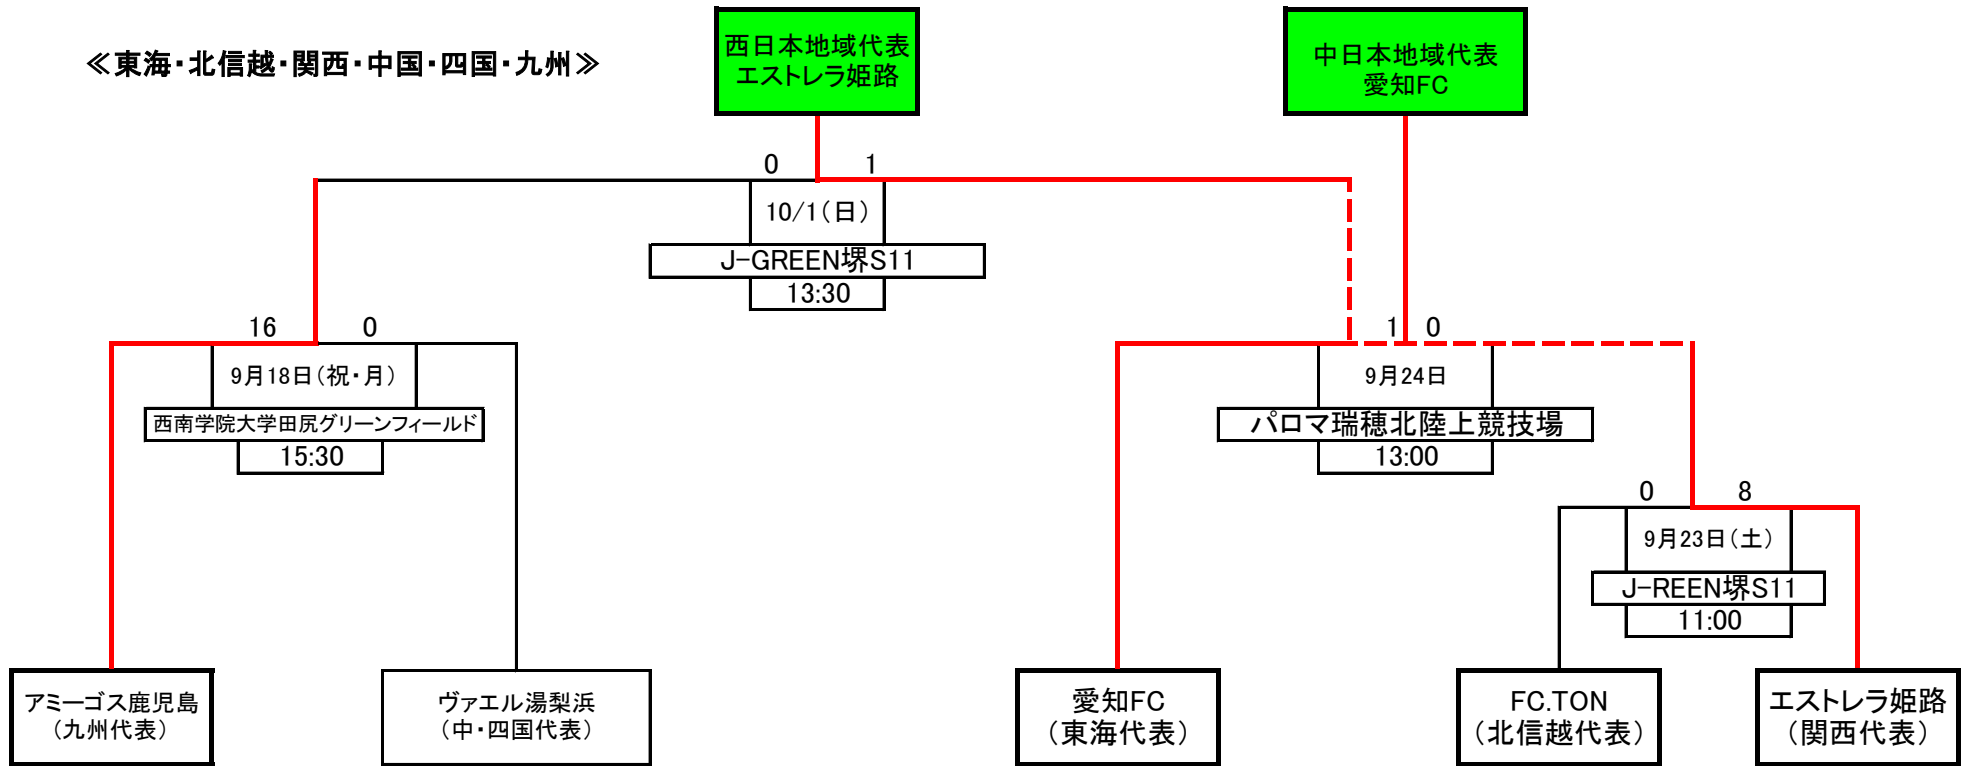 ≪東海・北信越・関西・中国・四国・九州≫
西日本地域代表
エストレラ姫路
中日本地域代表
愛知FC
0 1
10/1（日）
J-GREEN堺S11
13:30
16 0
9月18日（祝・月）
西南学院大学田尻グリーンフィールド
15:30
1 0
9月24日
パロマ瑞穂北陸上競技場
13:00
0 8
9月23日（土）
J-REEN堺S11
11:00
アミーゴス鹿児島
（九州代表）
ヴァエル湯梨浜
（中・四国代表）
愛知FC
（東海代表）
FC.TON
（北信越代表）
エストレラ姫路
（関西代表）